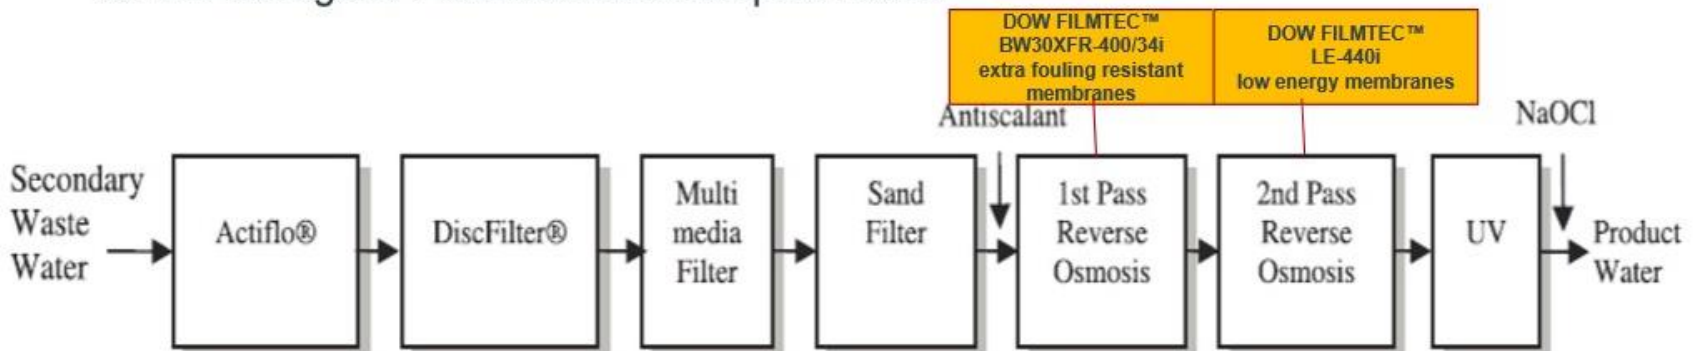 DOW FILMTEC™
BW30XFR-400/34i
extra fouling resistant
membranes
DOW FILMTEC™
LE-440i
low energy membranes
Antiscalant
NaOCl
Secondary
Waste
Water
Actiflo®
DiscFilter®
Multi
media
Filter
Sand
Filter
1st Pass
Reverse
Osmosis
2nd Pass
Reverse
Osmosis
UV
Product
Water